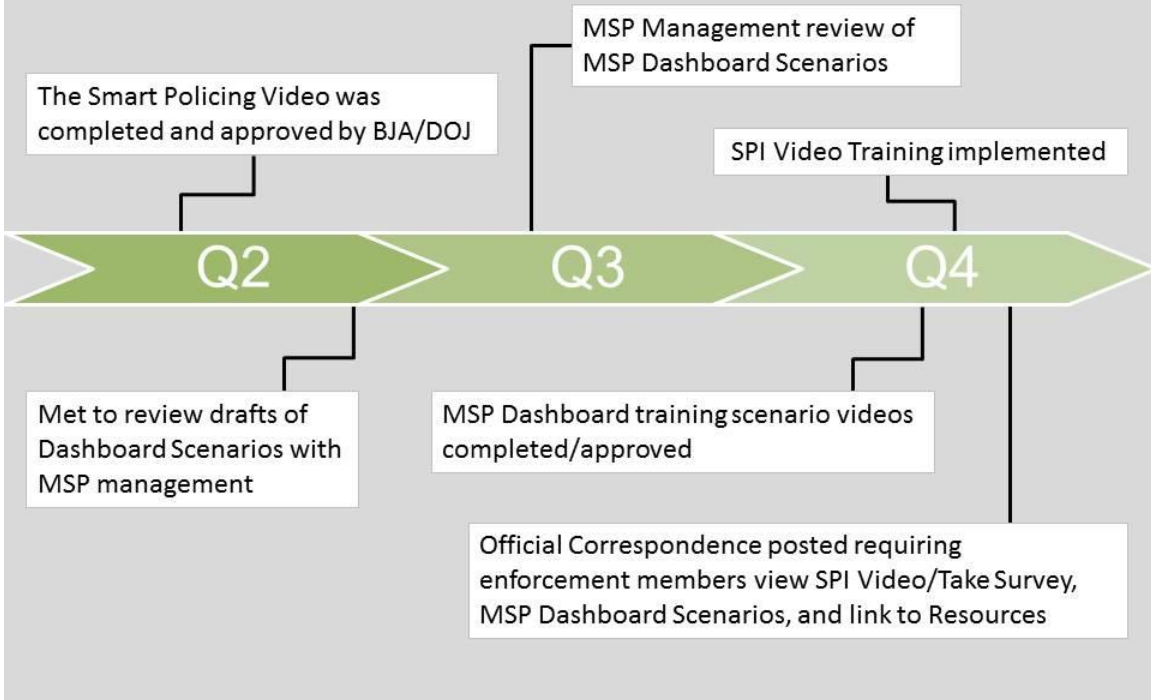 MSP Management review of
MSP Dashboard Scenarios
The Smart Policing Video was
completed and approved by BJA/DOJ
SPI Video Training implemented
Q2
Q3
Q4
Met to review drafts of
Dashboard Scenarios with
MSP management
MSP Dashboard training scenario videos
completed/approved
Official Correspondence posted requiring
enforcement members view SPI Video/Take Survey,
MSP Dashboard Scenarios, and link to Resources